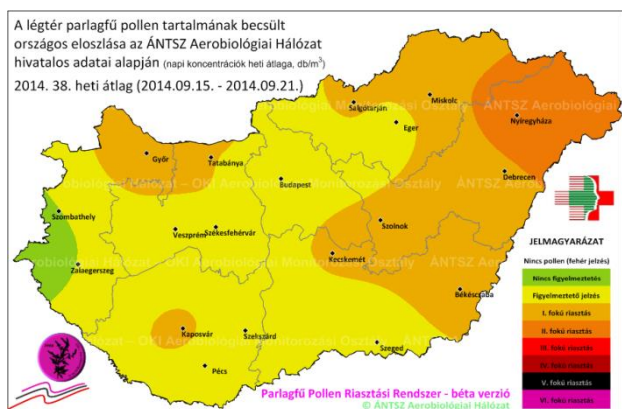 A légtér parlagfű pollen tartalmának becsült
országos eloszlása az ÁNTSZ Aerobiológiai Hálózat
hivatalos adatai alapján (napi koncentrációk heti átlaga, db/m³)
2014. 38. heti átlag (2014.09.15. - 2014.09.21.)
Salgótarján
Miskolc
Eger
Nyíregyháza
Győr
Tatabánya
Debrecen
Budapest
Szombathely
Veszprém
Székesfehérvár
Szolnok
Zalaegerszeg
Kecskemét
Békéscsaba
Kaposvár
Szekszárd
Szeged
Pécs
JELMAGYARÁZAT
Nincs pollen (fehér jelzés)
Nincs figyelmeztetés
Figyelmeztető jelzés
I. fokú riasztás
II. fokú riasztás
III. fokú riasztás
IV. fokú riasztás
V. fokú riasztás
VI. fokú riasztás
Parlagfű Pollen Riasztási Rendszer - béta verzió
© ÁNTSZ Aerobiológiai Hálózat